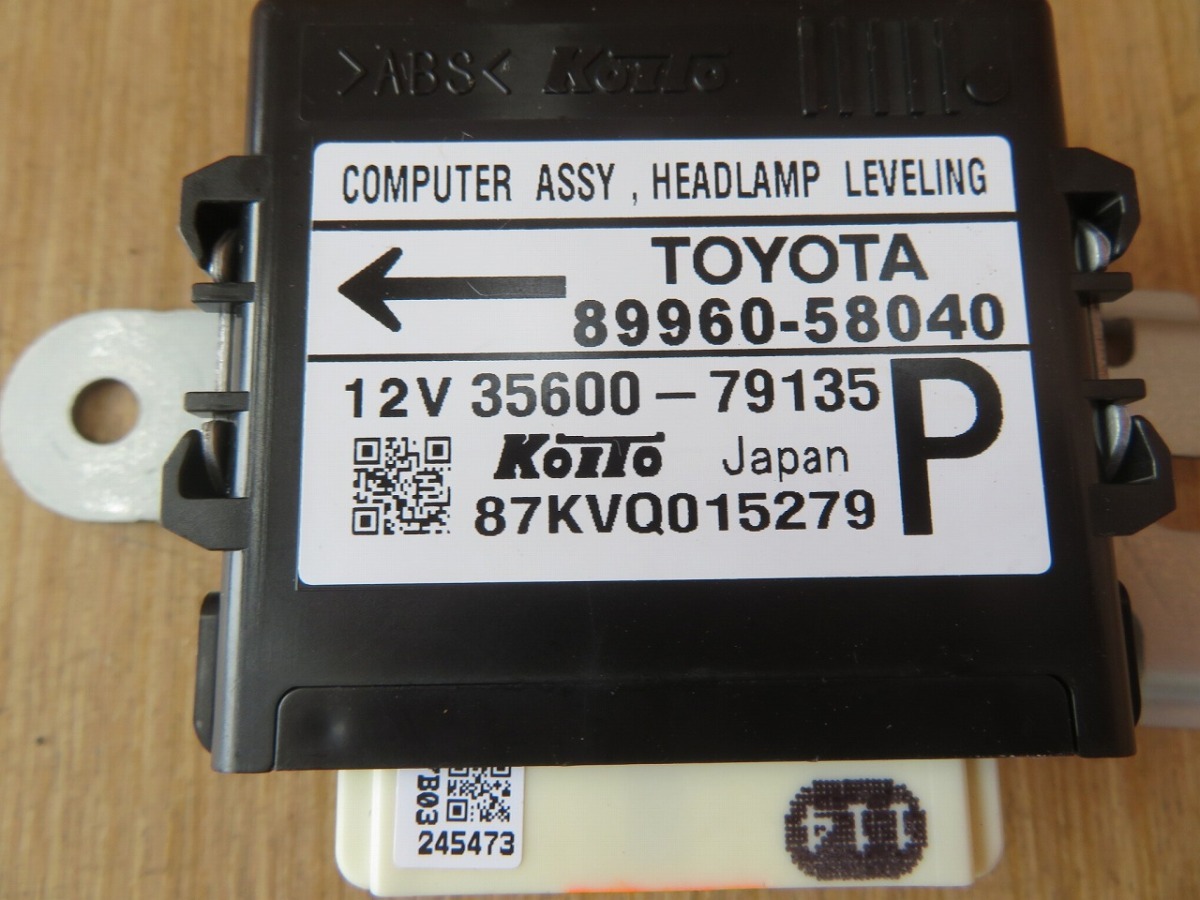 >ABS< KOITO
COMPUTER ASSY , HEADLAMP LEVELING
TOYOTA
89960-58040
12V 35600-79135
P
KOITO Japan
87KVQ015279
B03
245473